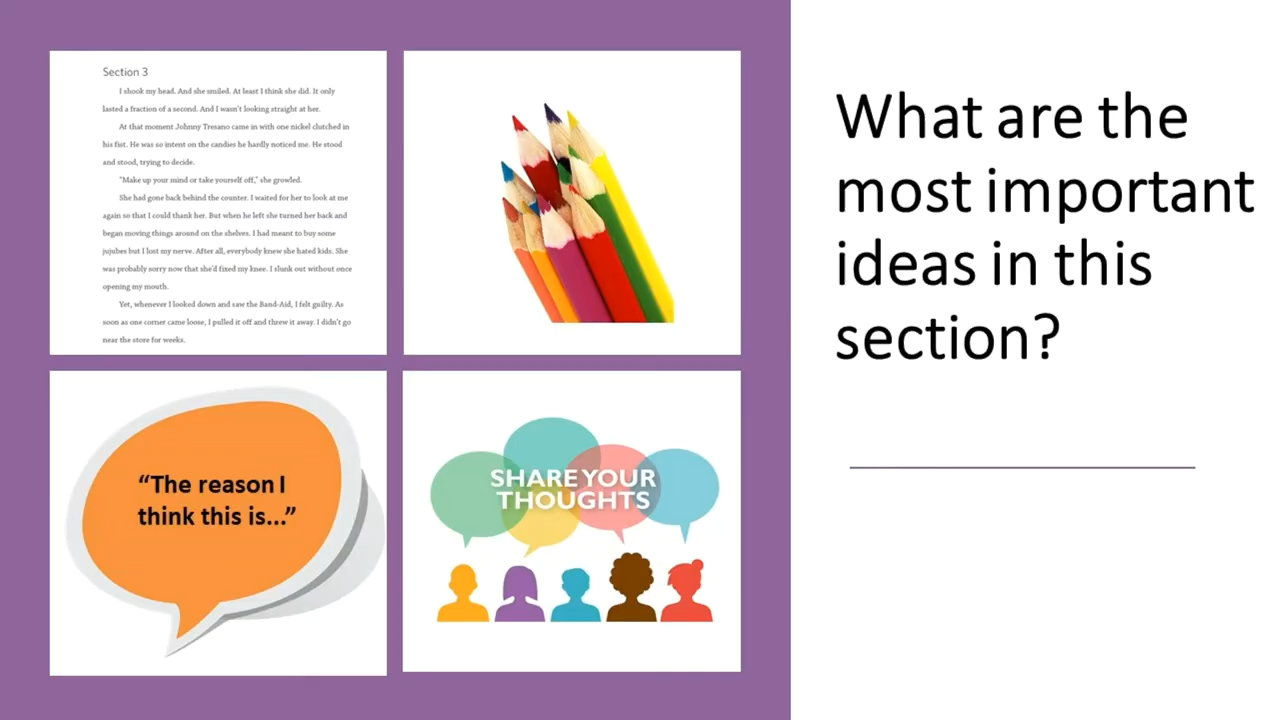 Section 3
I shook my head. And she smiled. At least I think she did. It only
lasted a fraction of a second. And I wasn't looking straight at her.
At that moment Johnny Tresano came in with one nickel clutched in
his fist. He was so intent on the candies he hardly noticed me. He stood
and stood, trying to decide.
"Make up your mind or take yourself off," she growled.
She had gone back behind the counter. I waited for her to look at me
again so that I could thank her. But when he left she turned her back and
began moving things around on the shelves. I had meant to buy some
jujubes but I lost my nerve. After all, everybody knew she hated kids. She
was probably sorry now that she'd fixed my knee. I slunk out without once
opening my mouth.
Yet, whenever I looked down and saw the Band-Aid, I felt guilty. As
soon as one corner came loose, I pulled it off and threw it away. I didn't go
near the store for weeks.
“The reason I
think this is...”
SHARE YOUR
THOUGHTS
What are the
most important
ideas in this
section?